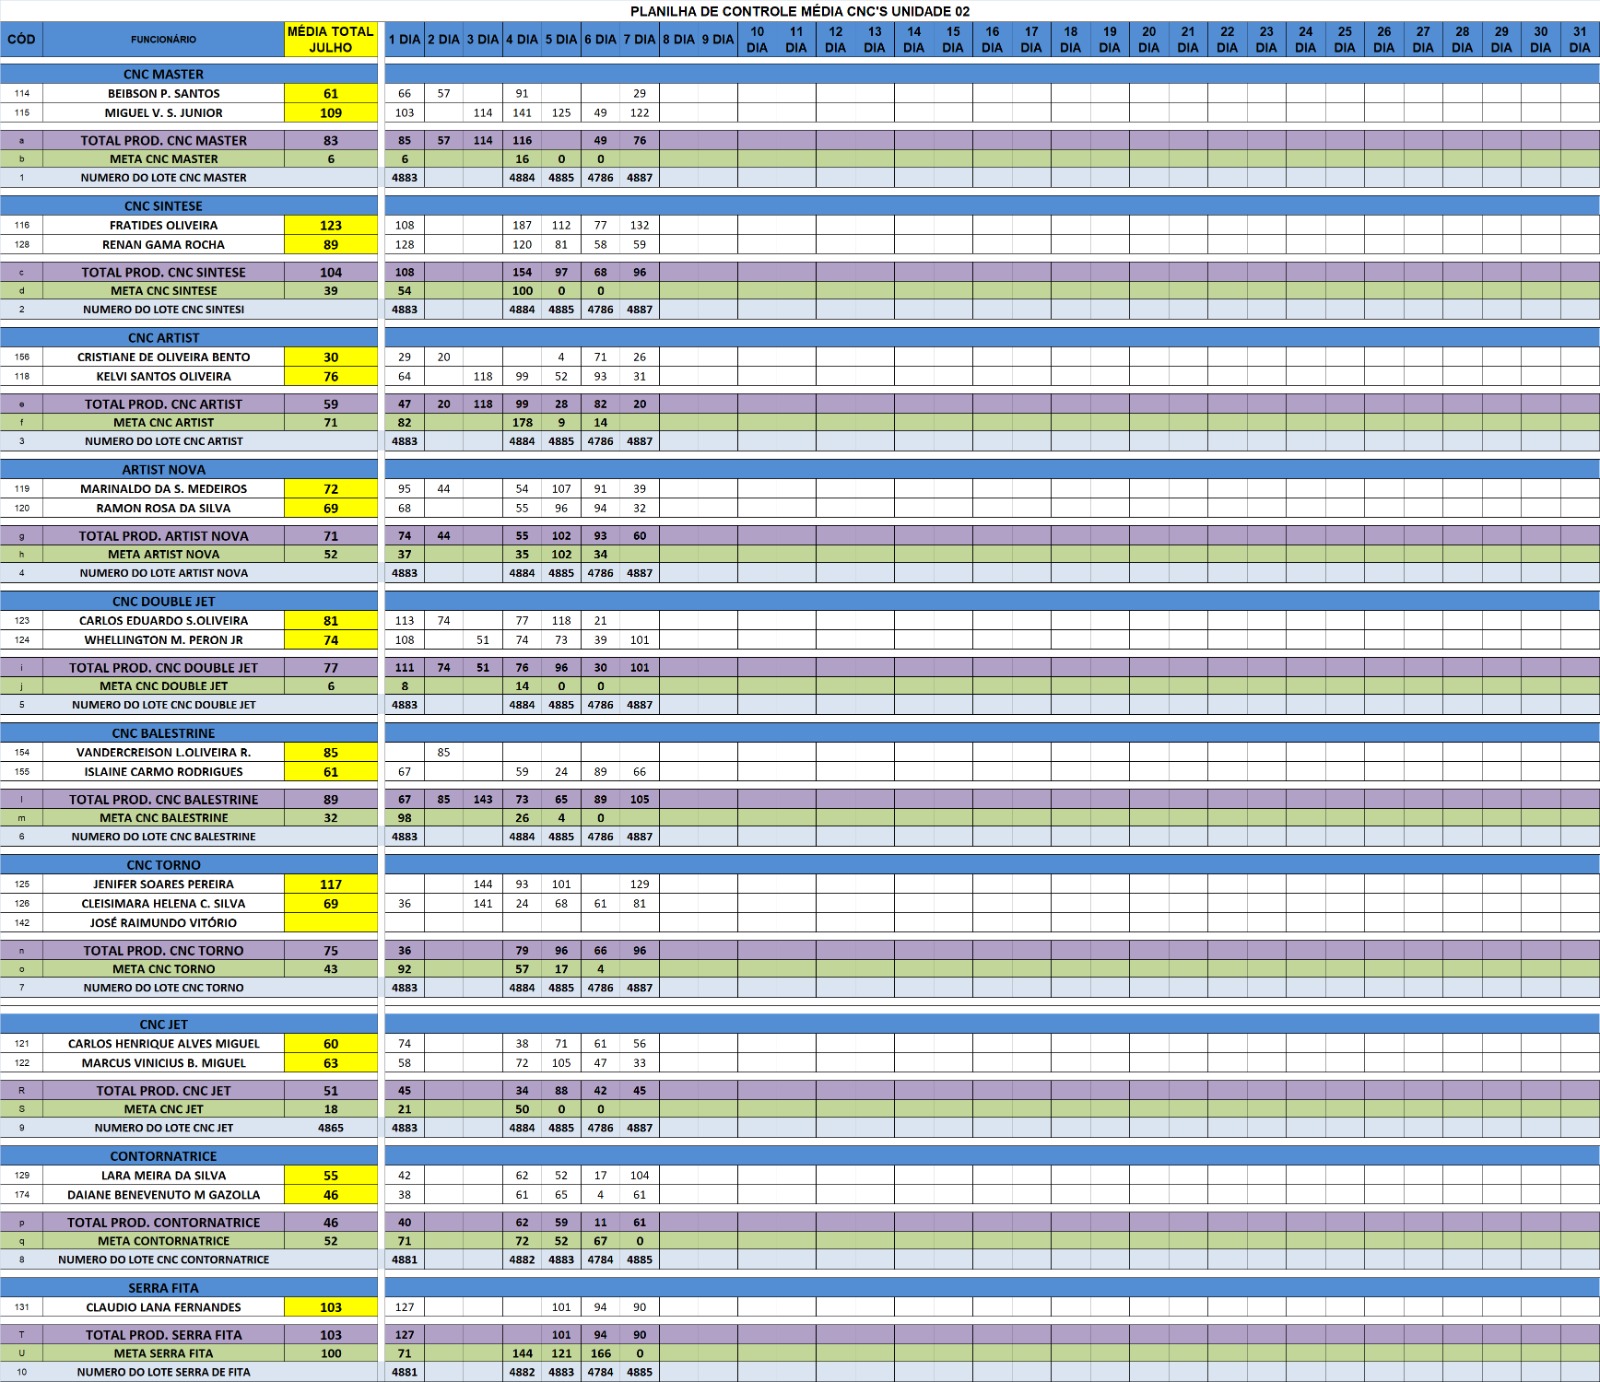 PLANILHA DE CONTROLE MÉDIA CNC'S UNIDADE 02
CÓD FUNCIONÁRIO MÉDIA TOTAL JULHO 1 DIA 2 DIA 3 DIA 4 DIA 5 DIA 6 DIA 7 DIA 8 DIA 9 DIA 10 DIA 11 DIA 12 DIA 13 DIA 14 DIA 15 DIA 16 DIA 17 DIA 18 DIA 19 DIA 20 DIA 21 DIA 22 DIA 23 DIA 24 DIA 25 DIA 26 DIA 27 DIA 28 DIA 29 DIA 30 DIA 31 DIA
CNC MASTER
114 BEIBSON P. SANTOS 61 66 57 91 29
115 MIGUEL V. S. JUNIOR 109 103 114 141 125 49 122
a TOTAL PROD. CNC MASTER 83 85 57 114 116 49 76
b META CNC MASTER 6 6 16 0 0
1 NUMERO DO LOTE CNC MASTER 4883 4884 4885 4786 4887
CNC SINTESE
116 FRATIDES OLIVEIRA 123 108 187 112 77 132
128 RENAN GAMA ROCHA 89 128 120 81 58 59
c TOTAL PROD. CNC SINTESE 104 108 154 97 68 96
d META CNC SINTESE 39 54 100 0 0
2 NUMERO DO LOTE CNC SINTESI 4883 4884 4885 4786 4887
CNC ARTIST
156 CRISTIANE DE OLIVEIRA BENTO 30 29 20 4 71 26
118 KELVI SANTOS OLIVEIRA 76 64 118 99 52 93 31
e TOTAL PROD. CNC ARTIST 59 47 20 118 99 28 82 20
f META CNC ARTIST 71 82 178 9 14
3 NUMERO DO LOTE CNC ARTIST 4883 4884 4885 4786 4887
ARTIST NOVA
119 MARINALDO DA S. MEDEIROS 72 95 44 54 107 91 39
120 RAMON ROSA DA SILVA 69 68 55 96 94 32
g TOTAL PROD. ARTIST NOVA 71 74 44 55 102 93 60
h META ARTIST NOVA 52 37 35 102 34
4 NUMERO DO LOTE ARTIST NOVA 4883 4884 4885 4786 4887
CNC DOUBLE JET
123 CARLOS EDUARDO S.OLIVEIRA 81 113 74 77 118 21
124 WHELLINGTON M. PERON JR 74 108 51 74 73 39 101
i TOTAL PROD. CNC DOUBLE JET 77 111 74 51 76 96 30 101
j META CNC DOUBLE JET 6 8 14 0 0
5 NUMERO DO LOTE CNC DOUBLE JET 4883 4884 4885 4786 4887
CNC BALESTRINE
154 VANDERCREISON L.OLIVEIRA R. 85 85
155 ISLAINE CARMO RODRIGUES 61 67 59 24 89 66
l TOTAL PROD. CNC BALESTRINE 89 67 85 143 73 65 89 105
m META CNC BALESTRINE 32 98 26 4 0
6 NUMERO DO LOTE CNC BALESTRINE 4883 4884 4885 4786 4887
CNC TORNO
125 JENIFER SOARES PEREIRA 117 144 93 101 129
126 CLEISIMARA HELENA C. SILVA 69 36 141 24 68 61 81
142 JOSÉ RAIMUNDO VITÓRIO
n TOTAL PROD. CNC TORNO 75 36 79 96 66 96
o META CNC TORNO 43 92 57 17 4
7 NUMERO DO LOTE CNC TORNO 4883 4884 4885 4786 4887
CNC JET
121 CARLOS HENRIQUE ALVES MIGUEL 60 74 38 71 61 56
122 MARCUS VINICIUS B. MIGUEL 63 58 72 105 47 33
R TOTAL PROD. CNC JET 51 45 34 88 42 45
S META CNC JET 18 21 50 0 0
9 NUMERO DO LOTE CNC JET 4865 4883 4884 4885 4786 4887
CONTORNATRICE
129 LARA MEIRA DA SILVA 55 42 62 52 17 104
174 DAIANE BENEVENUTO M GAZOLLA 46 38 61 65 4 61
p TOTAL PROD. CONTORNATRICE 46 40 62 59 11 61
q META CONTORNATRICE 52 71 72 52 67 0
8 NUMERO DO LOTE CNC CONTORNATRICE 4881 4882 4883 4784 4885
SERRA FITA
131 CLAUDIO LANA FERNANDES 103 127 101 94 90
T TOTAL PROD. SERRA FITA 103 127 101 94 90
U META SERRA FITA 100 71 144 121 166 0
10 NUMERO DO LOTE SERRA DE FITA 4881 4882 4883 4784 4885